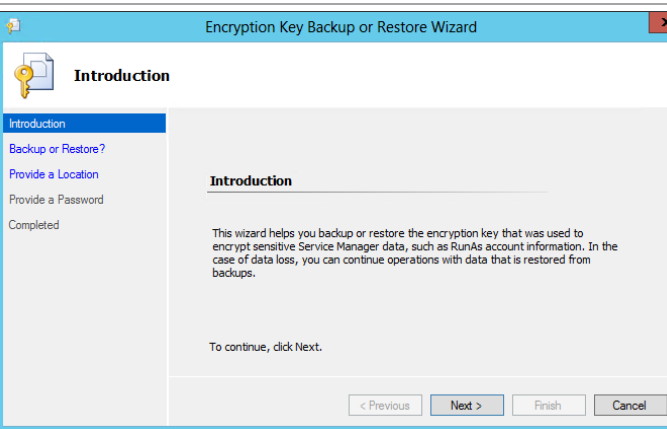 Encryption Key Backup or Restore Wizard
Introduction
Introduction
Backup or Restore?
Provide a Location
Provide a Password
Completed
Introduction
This wizard helps you backup or restore the encryption key that was used to
encrypt sensitive Service Manager data, such as RunAs account information. In the
case of data loss, you can continue operations with data that is restored from
backups.
To continue, click Next.
< Previous Next > Finish Cancel